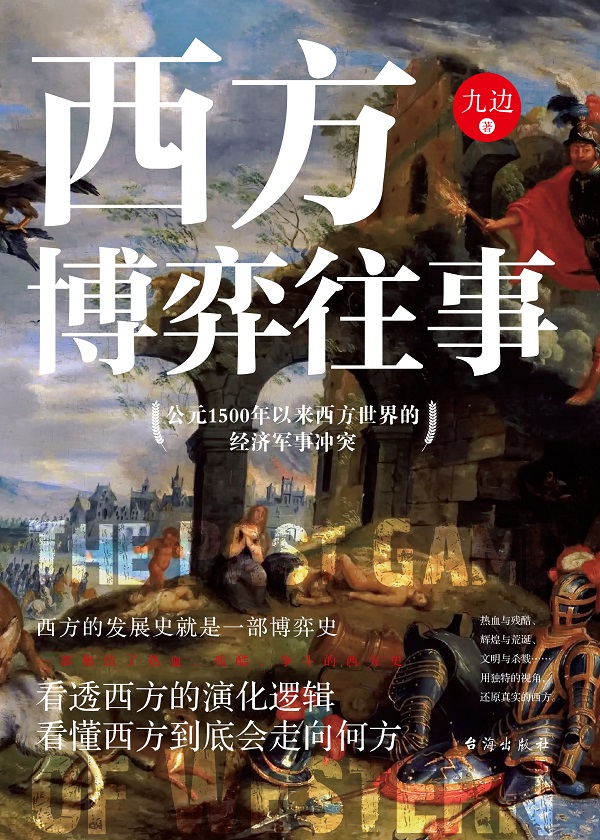 西方
九边
著
博弈往事
公元1500年以来西方世界的
经济军事冲突
THE PAST GAME
西方的发展史就是一部博弈史
看透西方的演化逻辑
看懂西方到底会走向何方
热血与残酷、
辉煌与荒诞、
文明与杀戮……
用独特的视角，
还原真实的西方。
台海出版社
OF WESTERN